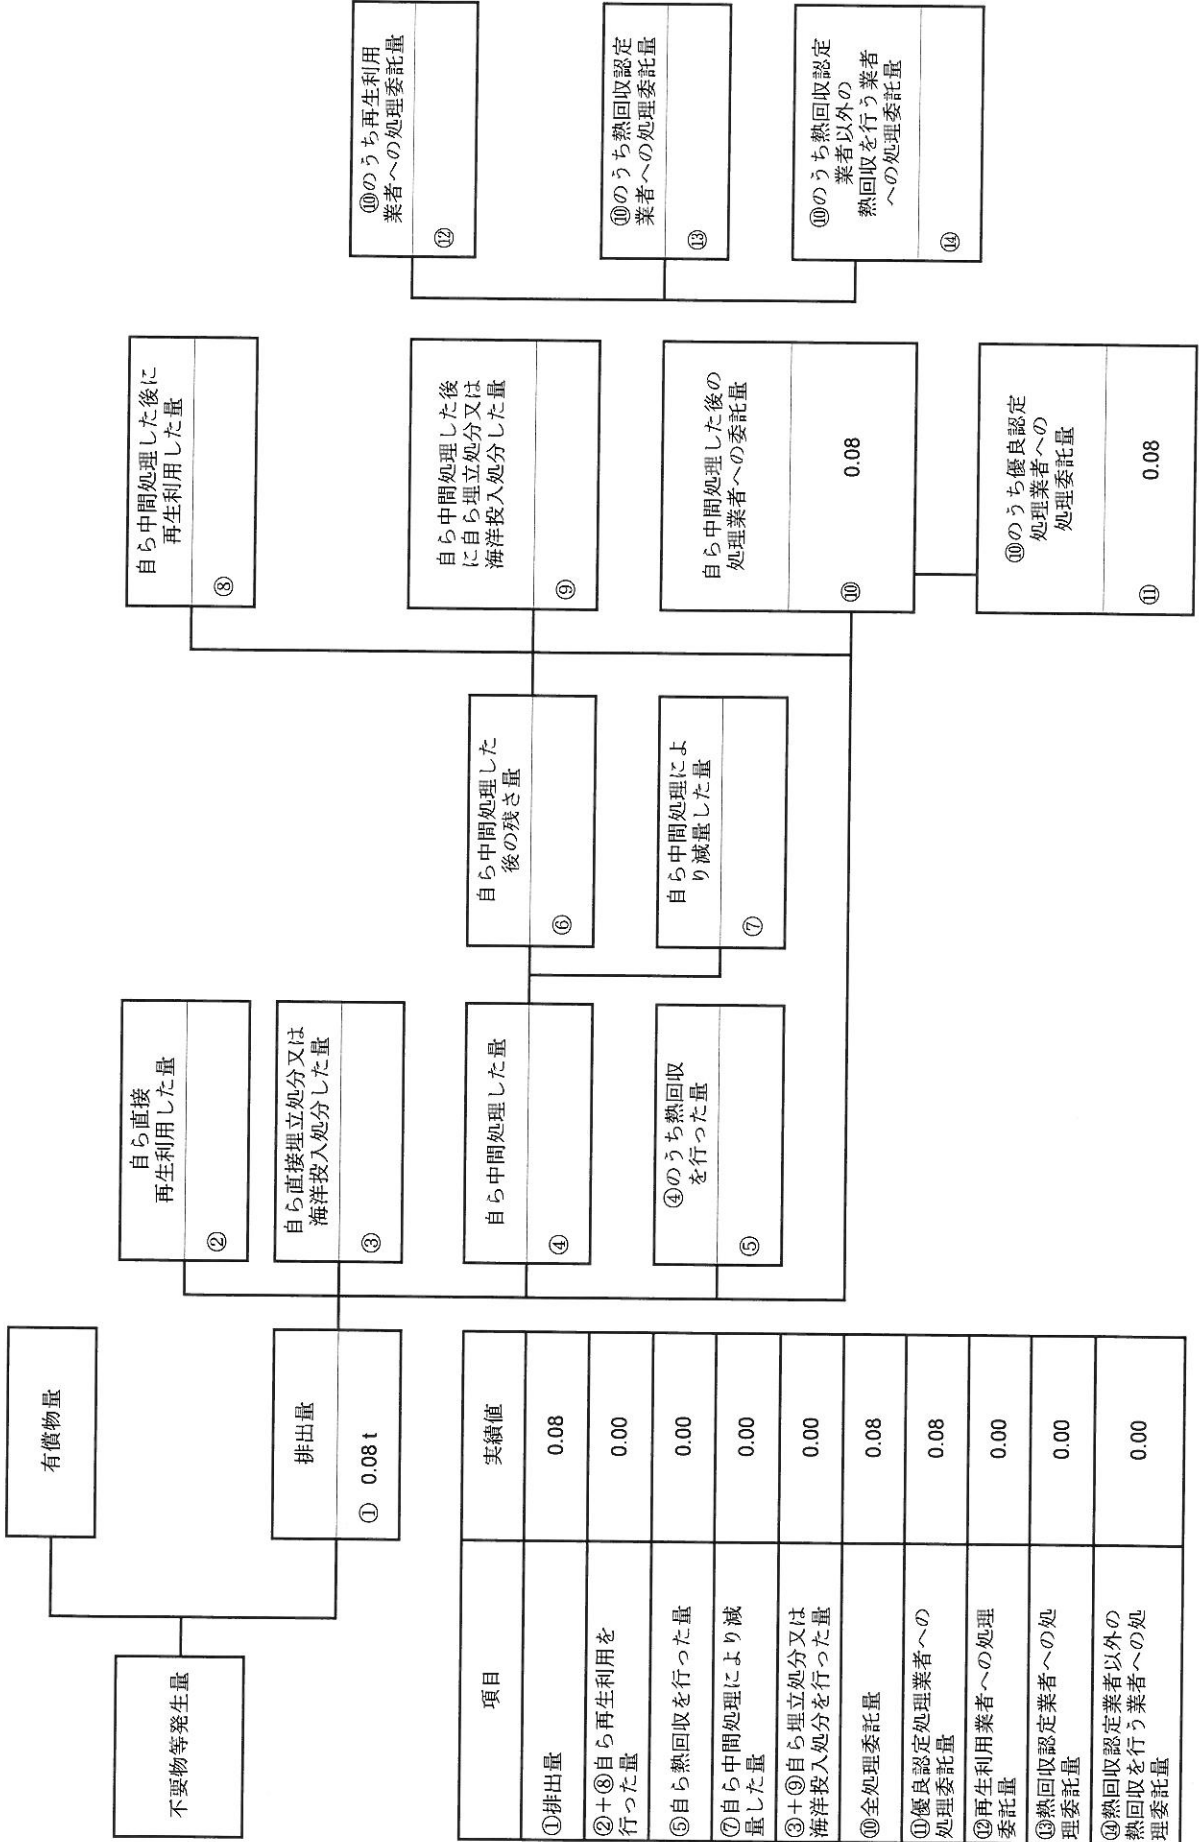 不要物等発生量
有償物量
排出量
① 0.08 t
自ら直接
再生利用した量
②
自ら直接埋立処分又は
海洋投入処分した量
③
自ら中間処理した量
④
④のうち熱回収
を行った量
⑤
自ら中間処理した
後の残さ量
⑥
自ら中間処理によ
り減量した量
⑦
自ら中間処理した後に
再生利用した量
⑧
自ら中間処理した後
に自ら埋立処分又は
海洋投入処分した量
⑨
自ら中間処理した後の
処理業者への委託量
⑩ 0.08
⑩のうち優良認定
処理業者への
処理委託量
⑪ 0.08
⑩のうち再生利用
業者への処理委託量
⑫
⑩のうち熱回収認定
業者への処理委託量
⑬
⑩のうち熱回収認定
業者以外の
熱回収を行う業者
への処理委託量
⑭
項目 実績値
①排出量 0.08
②+⑧自ら再生利用を
行った量 0.00
⑤自ら熱回収を行った量 0.00
⑦自ら中間処理により減
量した量 0.00
③+⑨自ら埋立処分又は
海洋投入処分を行った量 0.00
⑩全処理委託量 0.08
⑪優良認定処理業者への
処理委託量 0.08
⑫再生利用業者への処理
委託量 0.00
⑬熱回収認定業者への処
理委託量 0.00
⑭熱回収認定業者以外の
熱回収を行う業者への処
理委託量 0.00